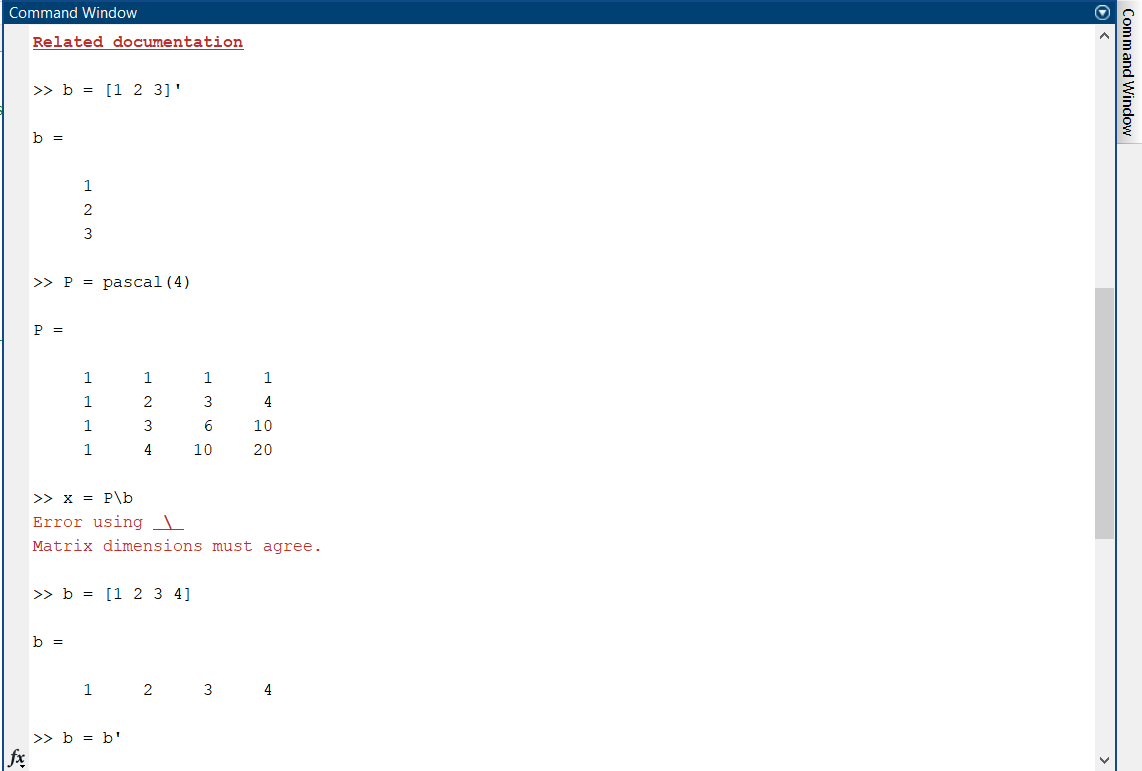 Command Window
Related documentation
>> b = [1 2 3]'
b =
1
2
3
>> P = pascal(4)
P =
1 1 1 1
1 2 3 4
1 3 6 10
1 4 10 20
>> x = P\b
Error using \
Matrix dimensions must agree.
>> b = [1 2 3 4]
b =
1 2 3 4
>> b = b'
fx
Command Window